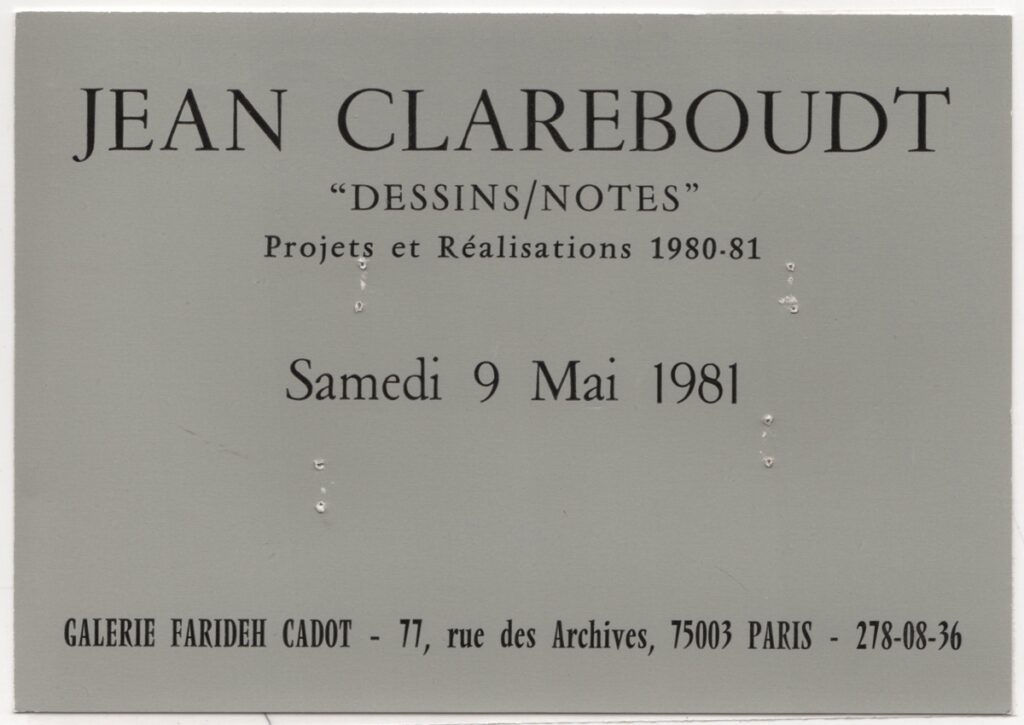 JEAN CLAREBOUDT
“DESSINS/NOTES”
Projets et Réalisations 1980-81
Samedi 9 Mai 1981
GALERIE FARIDEH CADOT - 77, rue des Archives, 75003 PARIS - 278-08-36